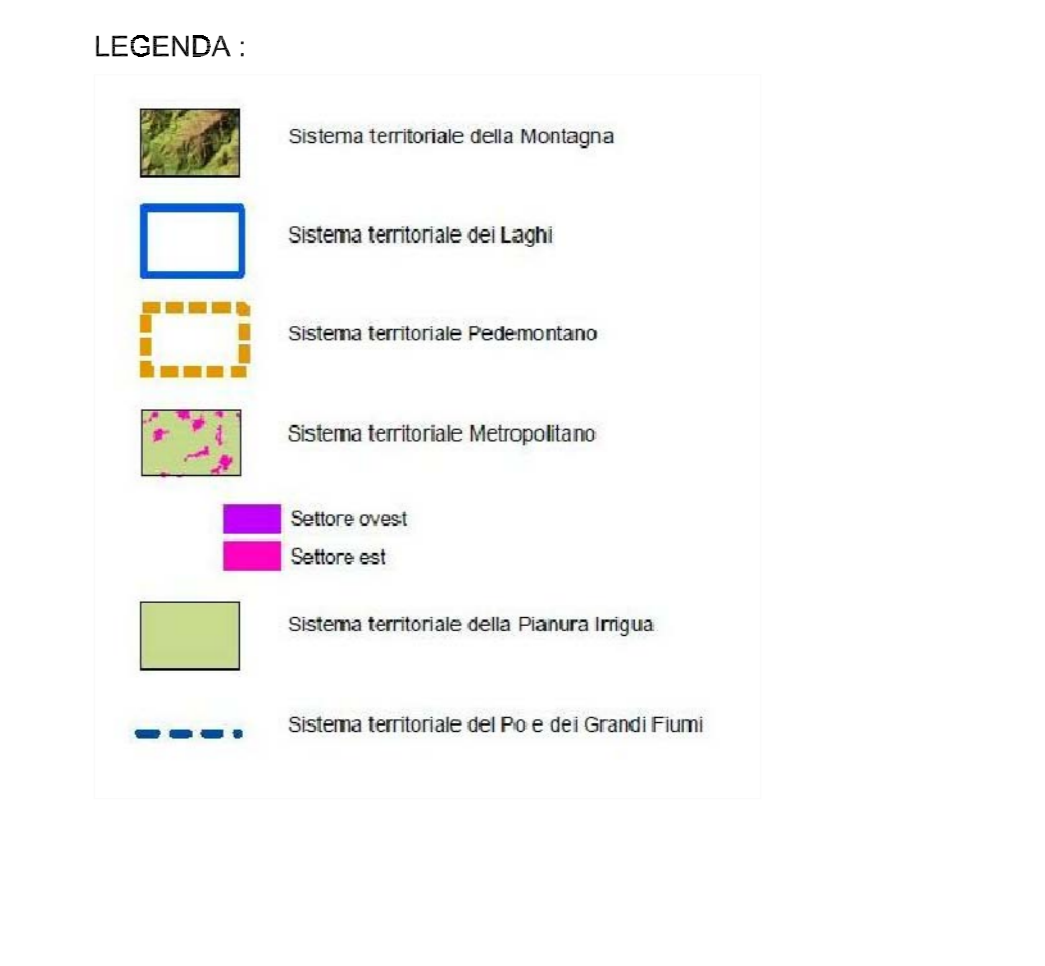 LEGENDA :
Sistema territoriale della Montagna
Sistema territoriale dei Laghi
Sistema territoriale Pedemontano
Sistema territoriale Metropolitano
Settore ovest
Settore est
Sistema territoriale della Pianura Irrigua
Sistema territoriale del Po e dei Grandi Fiumi